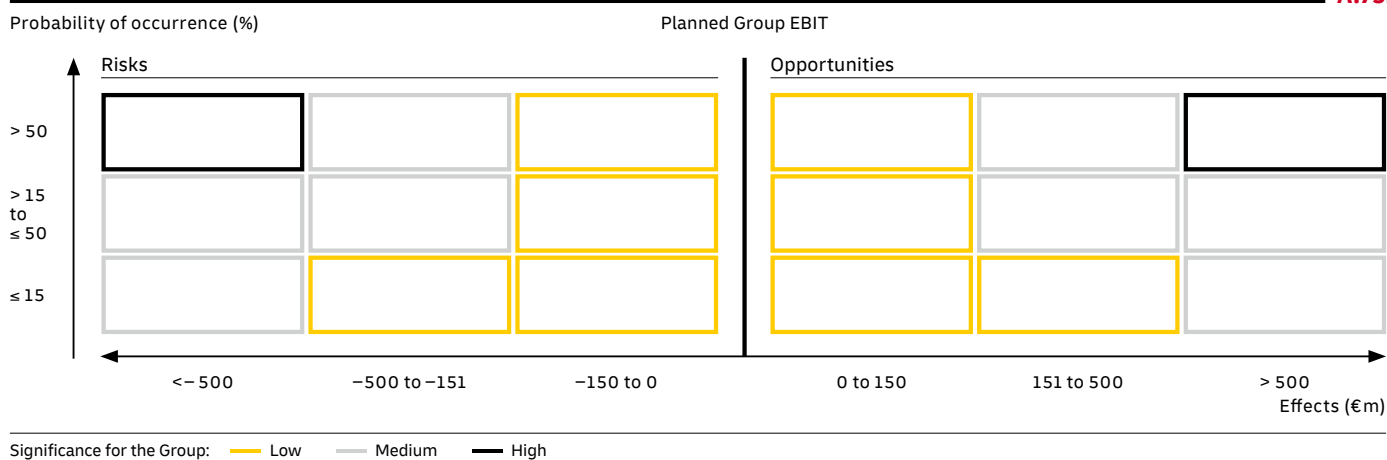 Probability of occurrence (%)
Planned Group EBIT
Risks
Opportunities
> 50
> 15
to
≤ 50
≤ 15
<−500
−500 to −151
−150 to 0
0 to 150
151 to 500
> 500
Effects (€m)
Significance for the Group: Low Medium High